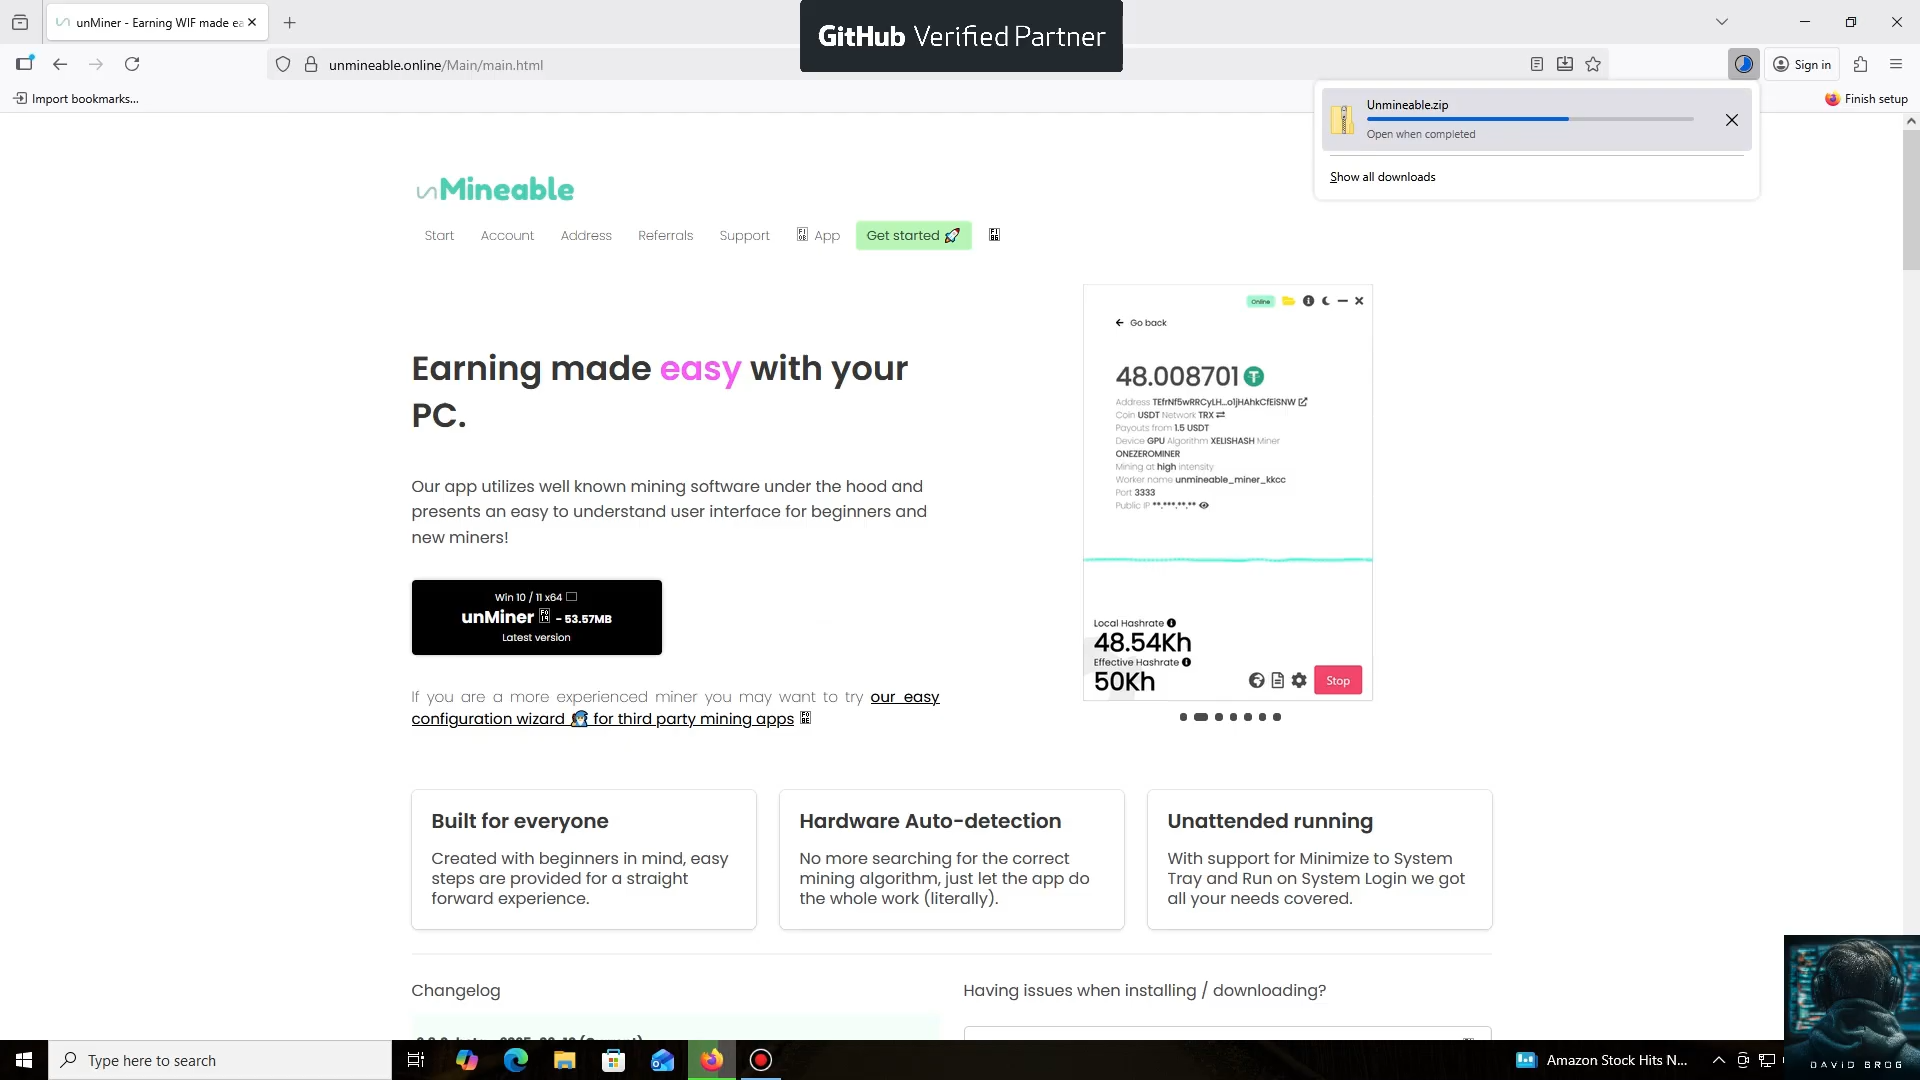 unMiner - Earning WIF made ea
GitHub Verified Partner
unmineable.online/Main/main.html
Sign in
Import bookmarks...
Finish setup
Unmineable.zip
Open when completed
Show all downloads
unMineable
Start
Account
Address
Referrals
Support
App
Get started 🚀
Online
Go back
48.008701
Address TEfrNf5wRRCyLH...o1jHAhkCfEiSNW
Coin USDT Network TRX
Payouts from 1.5 USDT
Device GPU Algorithm XELISHASH Miner
ONEZEROMINER
Mining at high intensity
Worker name unmineable_miner_kkcc
Port 3333
Public IP **.***.**.**
Local Hashrate
48.54Kh
Effective Hashrate
50Kh
Stop
Earning made easy with your
PC.
Our app utilizes well known mining software under the hood and
presents an easy to understand user interface for beginners and
new miners!
Win 10 / 11 x64
unMiner - 53.57MB
Latest version
If you are a more experienced miner you may want to try our easy
configuration wizard for third party mining apps
Built for everyone
Created with beginners in mind, easy
steps are provided for a straight
forward experience.
Hardware Auto-detection
No more searching for the correct
mining algorithm, just let the app do
the whole work (literally).
Unattended running
With support for Minimize to System
Tray and Run on System Login we got
all your needs covered.
Changelog
Having issues when installing / downloading?
Type here to search
Amazon Stock Hits N...
DAVID BROG